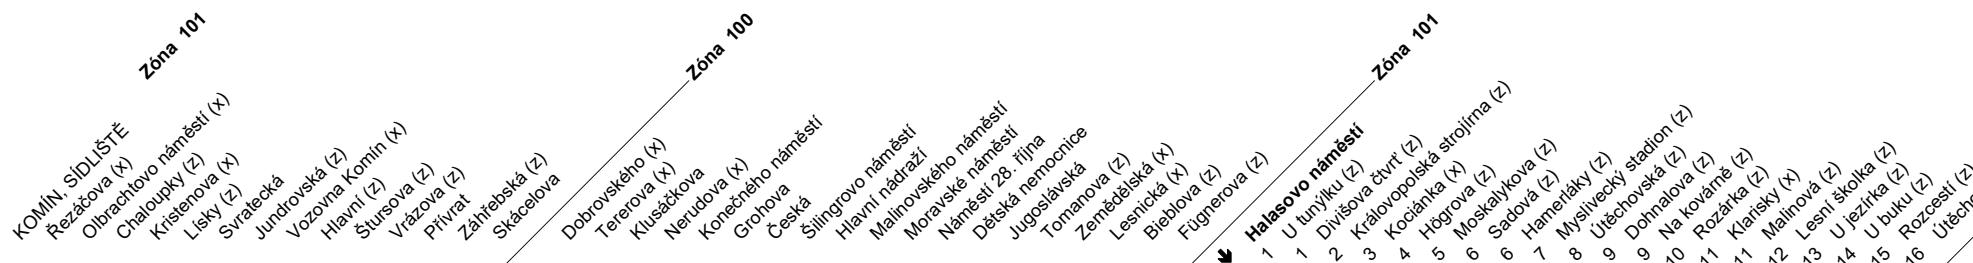 Zóna 101
KOMÍN, SÍDLIŠTĚ
Řezáčova (x)
Olbrachtovo náměstí (x)
Chaloupky (z)
Kristenova (x)
Lísky (z)
Svratecká
Jundrovská (z)
Vozovna Komín (x)
Hlavní (z)
Štursova (z)
Vrázova (z)
Přívrat
Záhřebská (z)
Skácelova
Zóna 100
Dobrovského (x)
Tererova (x)
Klusáčkova
Nerudova (x)
Konečného náměstí
Grohova
Česká
Šilingrovo náměstí
Hlavní nádraží
Malinovského náměstí
Moravské náměstí
Náměstí 28. října
Dětská nemocnice
Jugoslávská
Tomanova (z)
Zemědělská (x)
Lesnická (x)
Bieblova (z)
Fügnerova (z)
Zóna 101
Halasovo náměstí
1 U tunýlku (z)
1 Divišova čtvrť (z)
2 Královopolská strojírna (z)
3 Kociánka (x)
4 Högrova (z)
5 Moskalykova (z)
6 Sadová (z)
6 Hamerláky (z)
7 Myslivecký stadion (z)
8 Útěchovská (z)
9 Dohnalova (z)
9 Na kovárně (z)
10 Rozárka (z)
11 Klarisky (x)
11 Malinová (z)
12 Lesní školka (z)
13 U jezírka (z)
14 U buku (z)
15 Rozcestí (z)
16